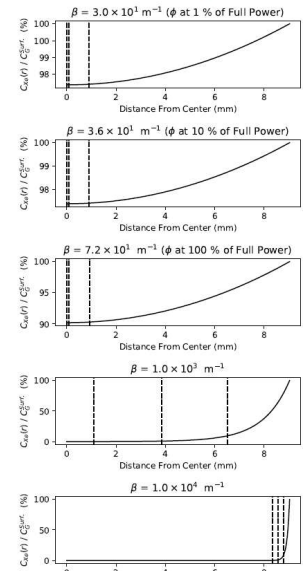 β = 3.0 × 10¹ m⁻¹ (ϕ at 1 % of Full Power)
C_Xe(r) / C_G^Surf. (%)
100
99
98
0 2 4 6 8
Distance From Center (mm)
β = 3.6 × 10¹ m⁻¹ (ϕ at 10 % of Full Power)
C_Xe(r) / C_G^Surf. (%)
100
99
98
0 2 4 6 8
Distance From Center (mm)
β = 7.2 × 10¹ m⁻¹ (ϕ at 100 % of Full Power)
C_Xe(r) / C_G^Surf. (%)
100
95
90
0 2 4 6 8
Distance From Center (mm)
β = 1.0 × 10³ m⁻¹
C_Xe(r) / C_G^Surf. (%)
100
50
0
0 2 4 6 8
Distance From Center (mm)
β = 1.0 × 10⁴ m⁻¹
C_Xe(r) / C_G^Surf. (%)
100
50
0